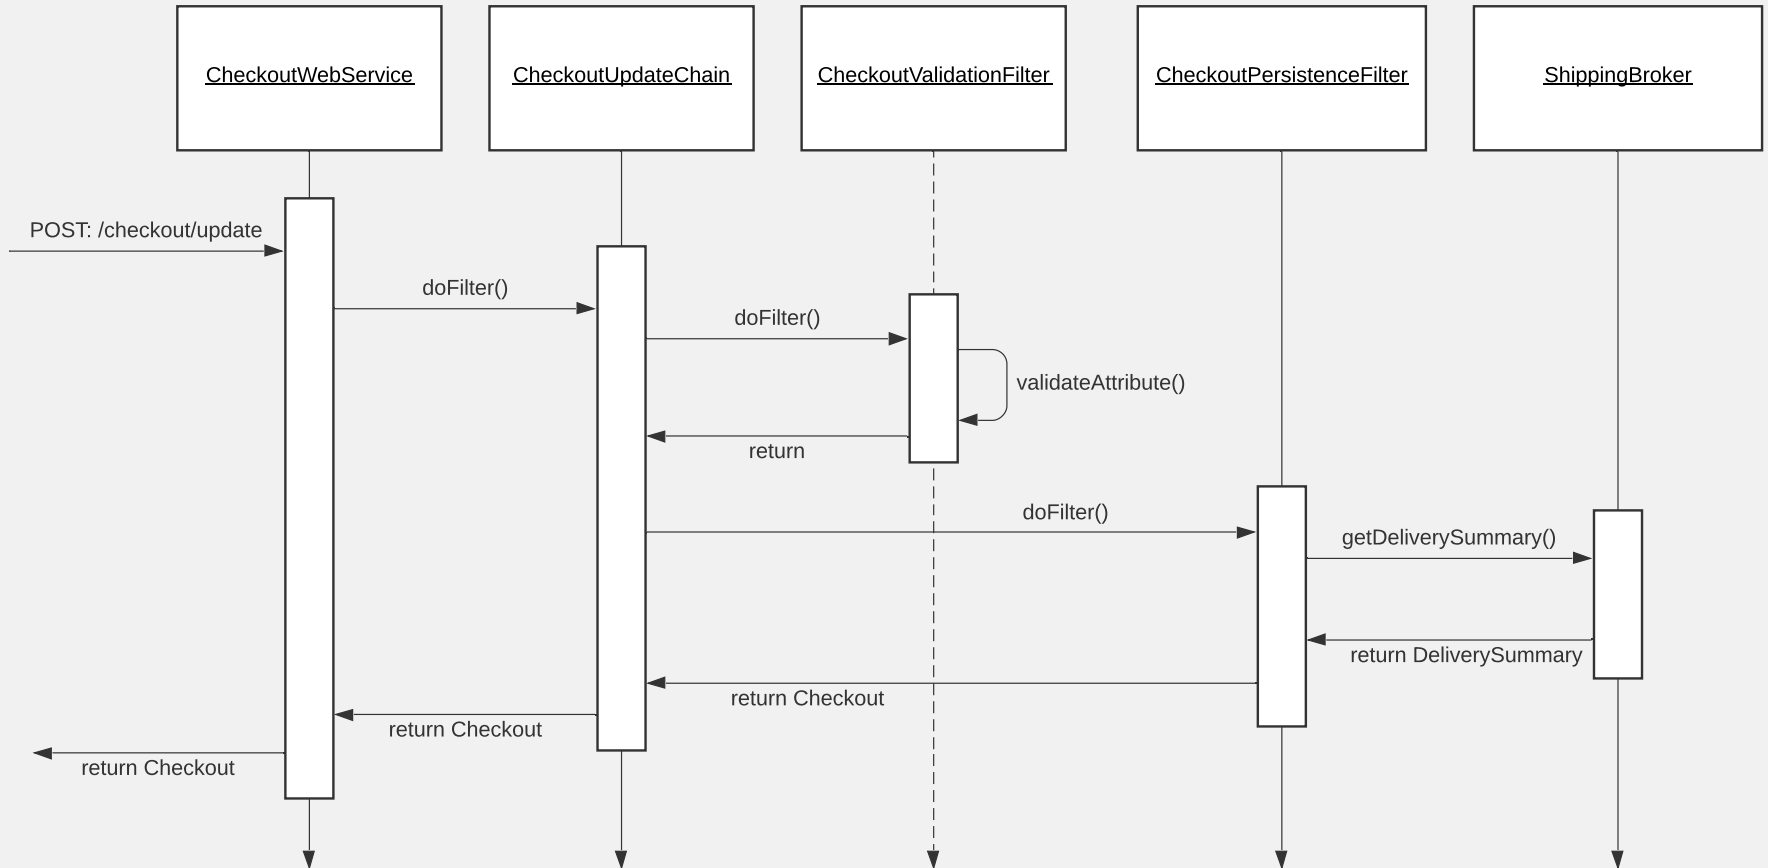 CheckoutWebService
CheckoutUpdateChain
CheckoutValidationFilter
CheckoutPersistenceFilter
ShippingBroker
POST: /checkout/update
doFilter()
doFilter()
validateAttribute()
return
doFilter()
getDeliverySummary()
return DeliverySummary
return Checkout
return Checkout
return Checkout